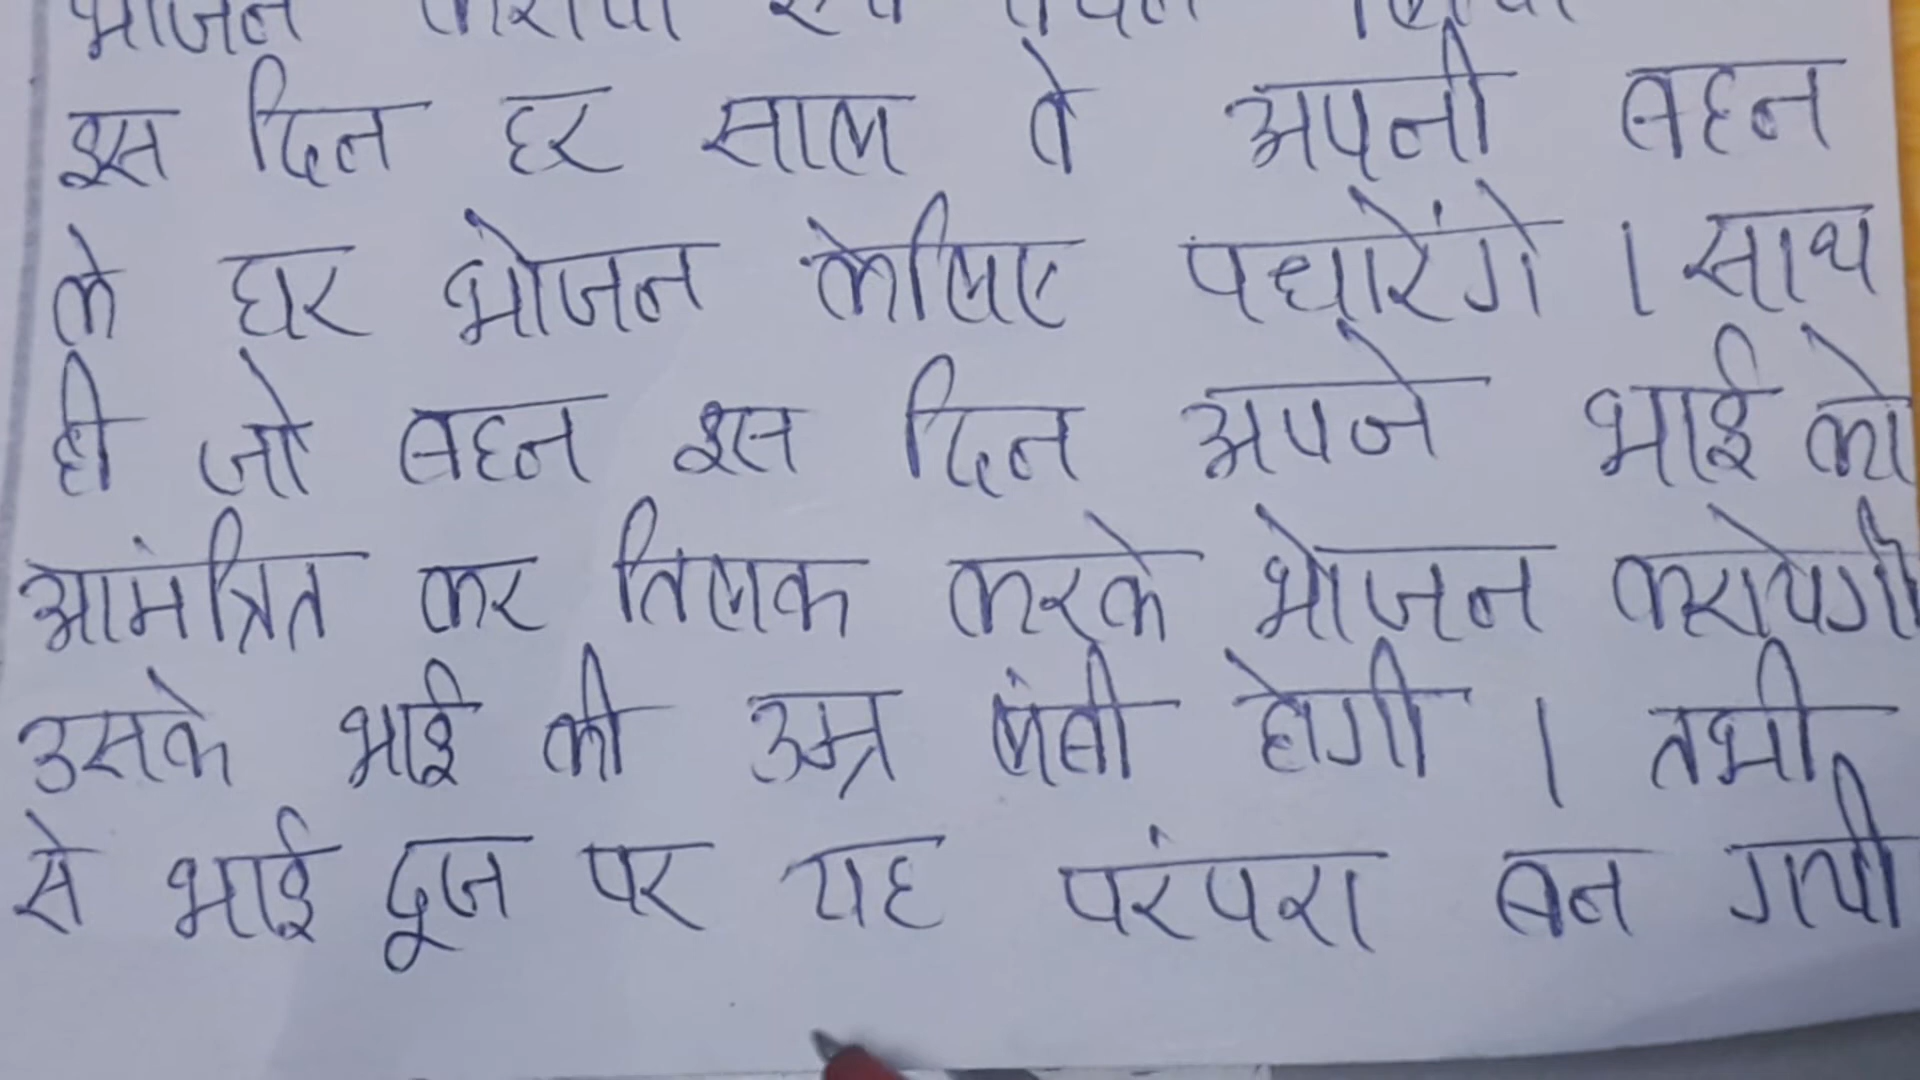 भोजन
इस दिन हर साल वे अपनी बहन
के घर भोजन केलिए पधारेंगे । साथ
ही जो बहन इस दिन अपने भाई को
आमंत्रित कर तिलक करके भोजन करायेगी
उसके भाई की उम्र लंबी होगी । तभी
से भाई दूज पर यह परंपरा बन गयी